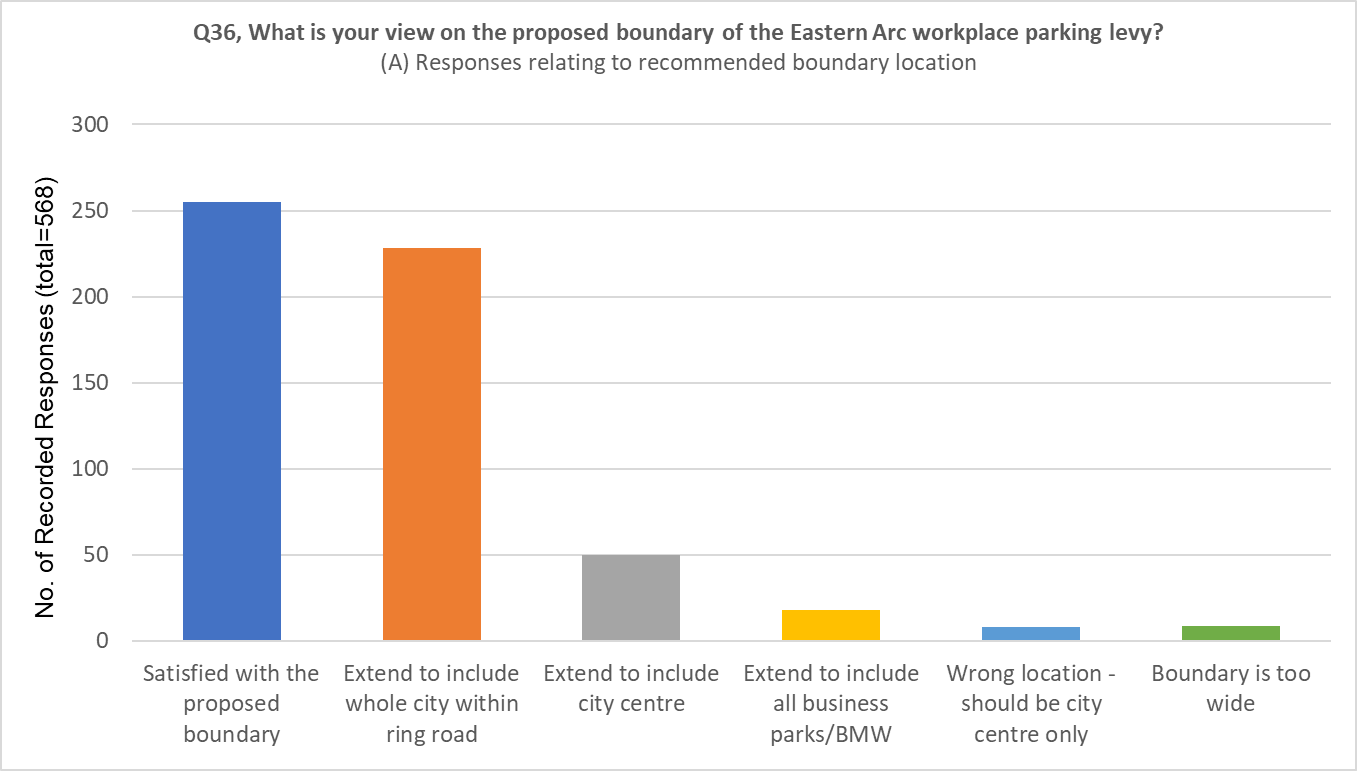 Q36, What is your view on the proposed boundary of the Eastern Arc workplace parking levy?
(A) Responses relating to recommended boundary location
No. of Recorded Responses (total=568)
300
250
200
150
100
50
0
Satisfied with the
proposed
boundary
Extend to include
whole city within
ring road
Extend to include
city centre
Extend to include
all business
parks/BMW
Wrong location -
should be city
centre only
Boundary is too
wide